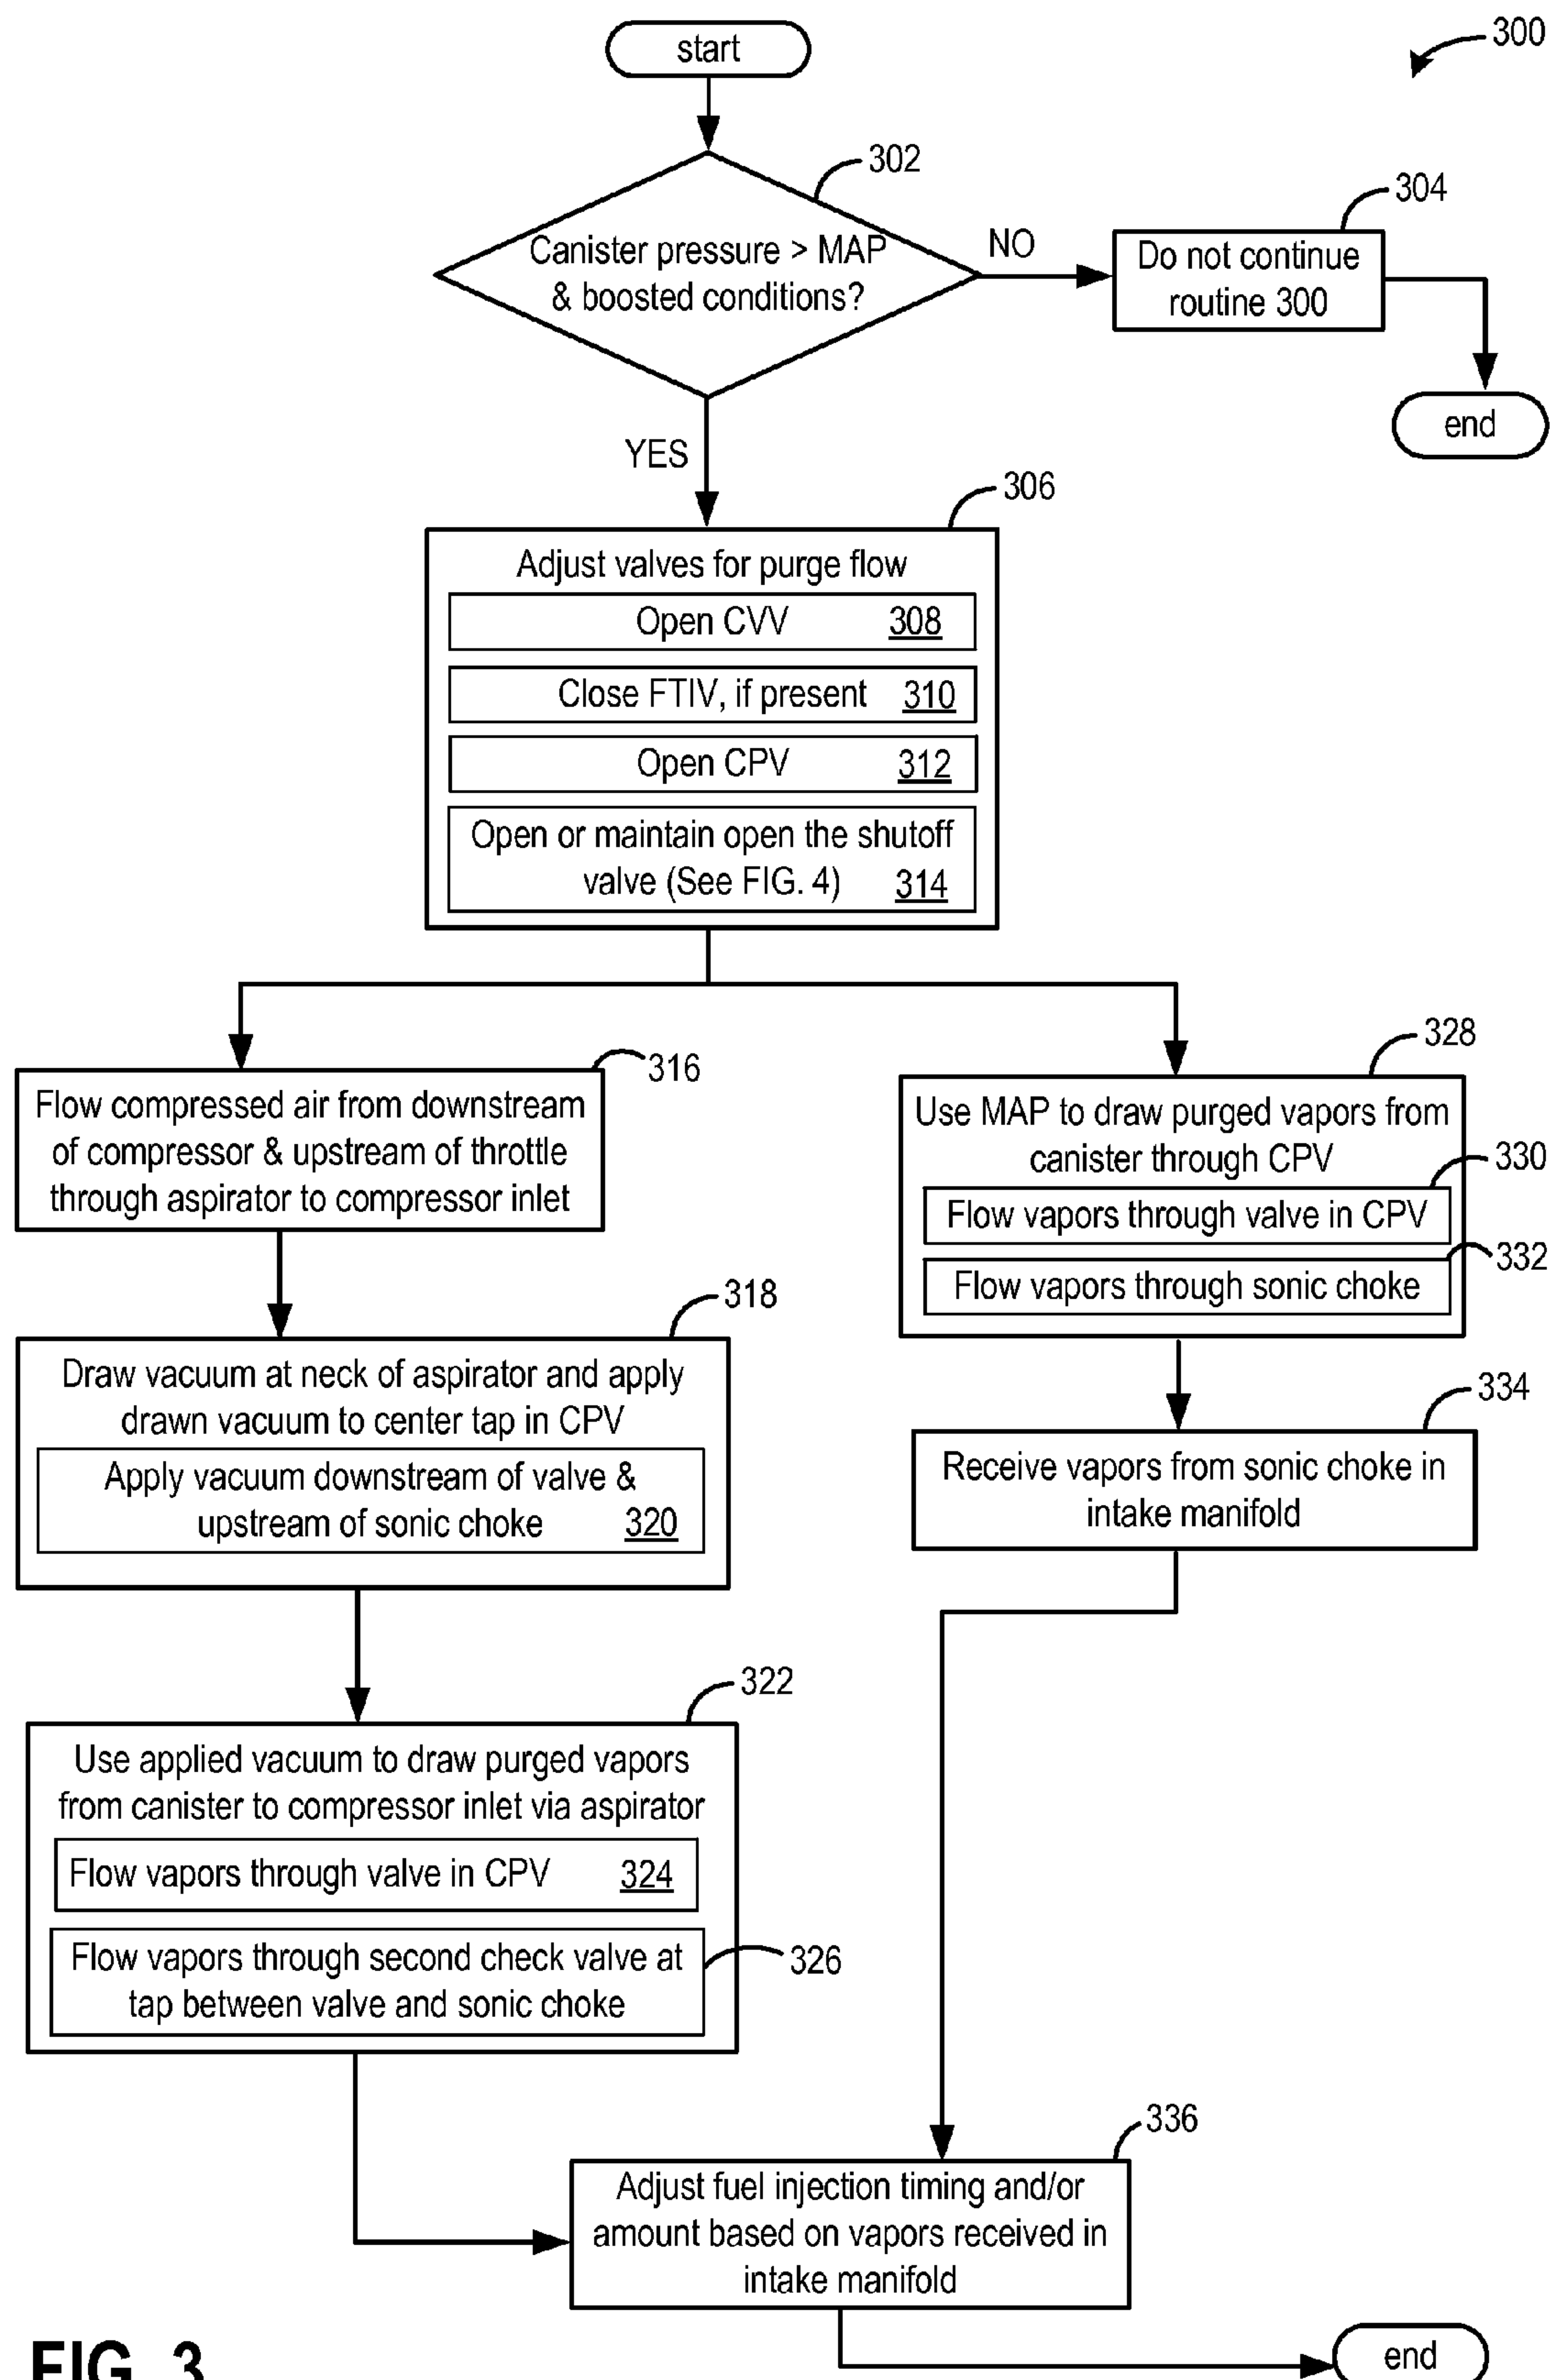 start
300
302
Canister pressure > MAP
& boosted conditions?
NO
304
Do not continue
routine 300
end
YES
306
Adjust valves for purge flow
Open CVV 308
Close FTIV, if present 310
Open CPV 312
Open or maintain open the shutoff
valve (See FIG. 4) 314
316
Flow compressed air from downstream
of compressor & upstream of throttle
through aspirator to compressor inlet
318
Draw vacuum at neck of aspirator and apply
drawn vacuum to center tap in CPV
Apply vacuum downstream of valve &
upstream of sonic choke 320
322
Use applied vacuum to draw purged vapors
from canister to compressor inlet via aspirator
Flow vapors through valve in CPV 324
Flow vapors through second check valve at
tap between valve and sonic choke
326
328
Use MAP to draw purged vapors from
canister through CPV
330
Flow vapors through valve in CPV
332
Flow vapors through sonic choke
334
Receive vapors from sonic choke in
intake manifold
336
Adjust fuel injection timing and/or
amount based on vapors received in
intake manifold
end
FIG. 3